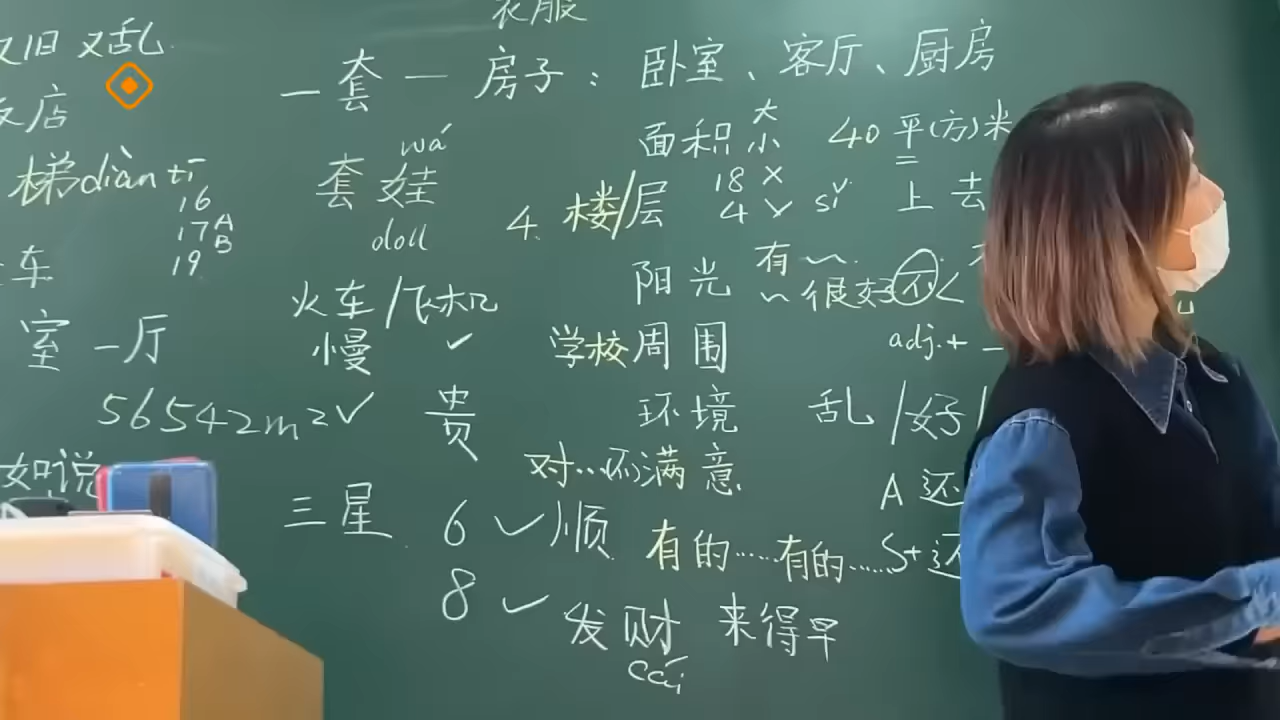 衣服
又旧 又乱
一套一 房子：卧室、客厅、厨房
饭店
面积 大 小 40 平(方)米
梯 diàn tī
wá
套娃
doll
16
17 A B
19
4. 楼/层 18 × 4 ✓ sǐ 上 去
车
阳光 有～ ～很好 不
火车/飞机
慢 ✓
室一厅
学校周围 adj.+
56542m2✓
贵
环境 乱/好/
如说
对…不满意 A 还
三星
6 ✓ 顺
有的……有的…… S+还
8 ✓ 发财 来得早
cái